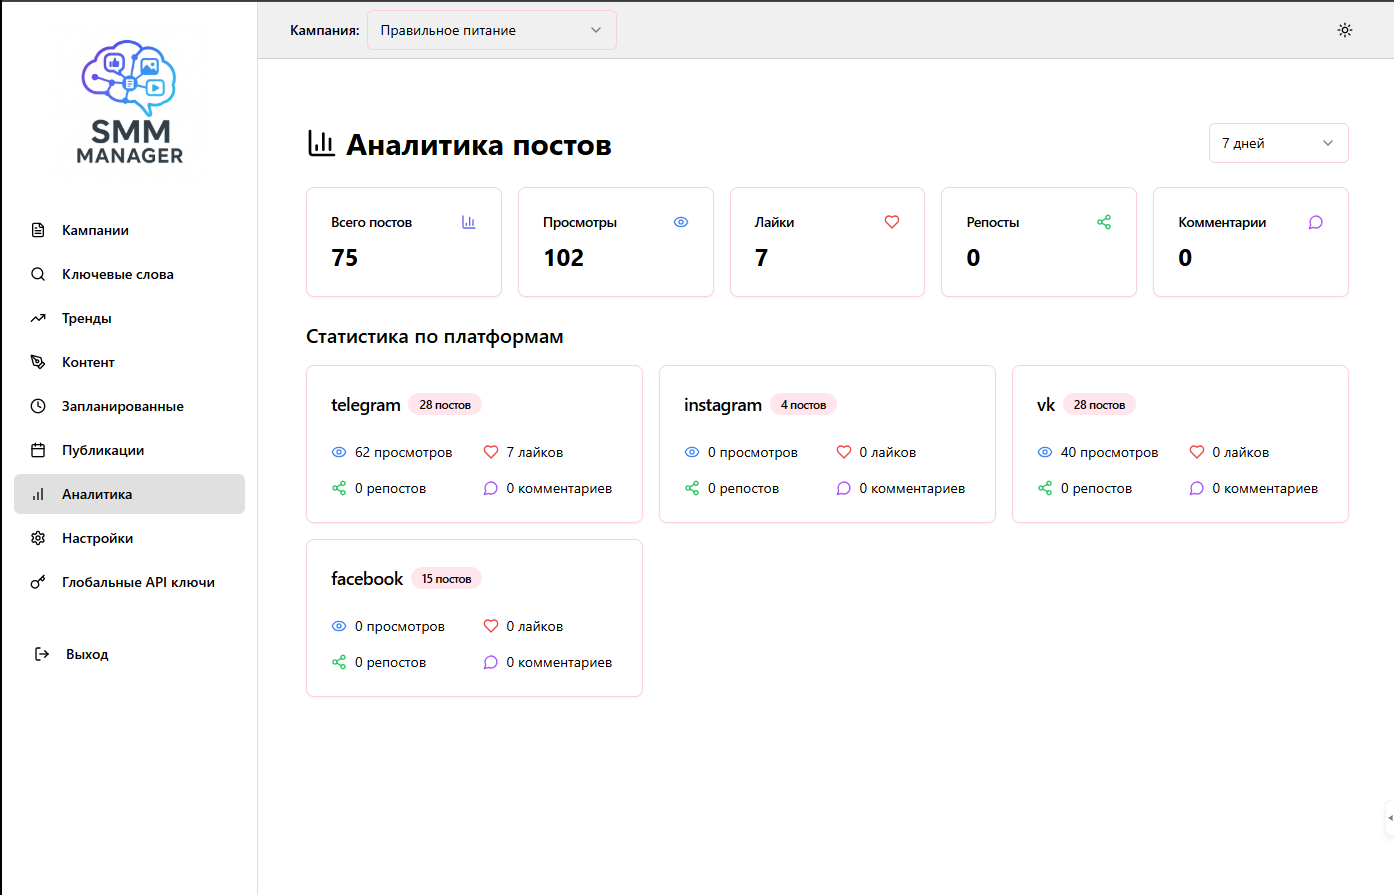 SMM
MANAGER
Кампании
Ключевые слова
Тренды
Контент
Запланированные
Публикации
Аналитика
Настройки
Глобальные API ключи
Выход
Кампания: Правильное питание
Аналитика постов
7 дней
Всего постов
75
Просмотры
102
Лайки
7
Репосты
0
Комментарии
0
Статистика по платформам
telegram 28 постов
62 просмотров 7 лайков
0 репостов 0 комментариев
instagram 4 постов
0 просмотров 0 лайков
0 репостов 0 комментариев
vk 28 постов
40 просмотров 0 лайков
0 репостов 0 комментариев
facebook 15 постов
0 просмотров 0 лайков
0 репостов 0 комментариев